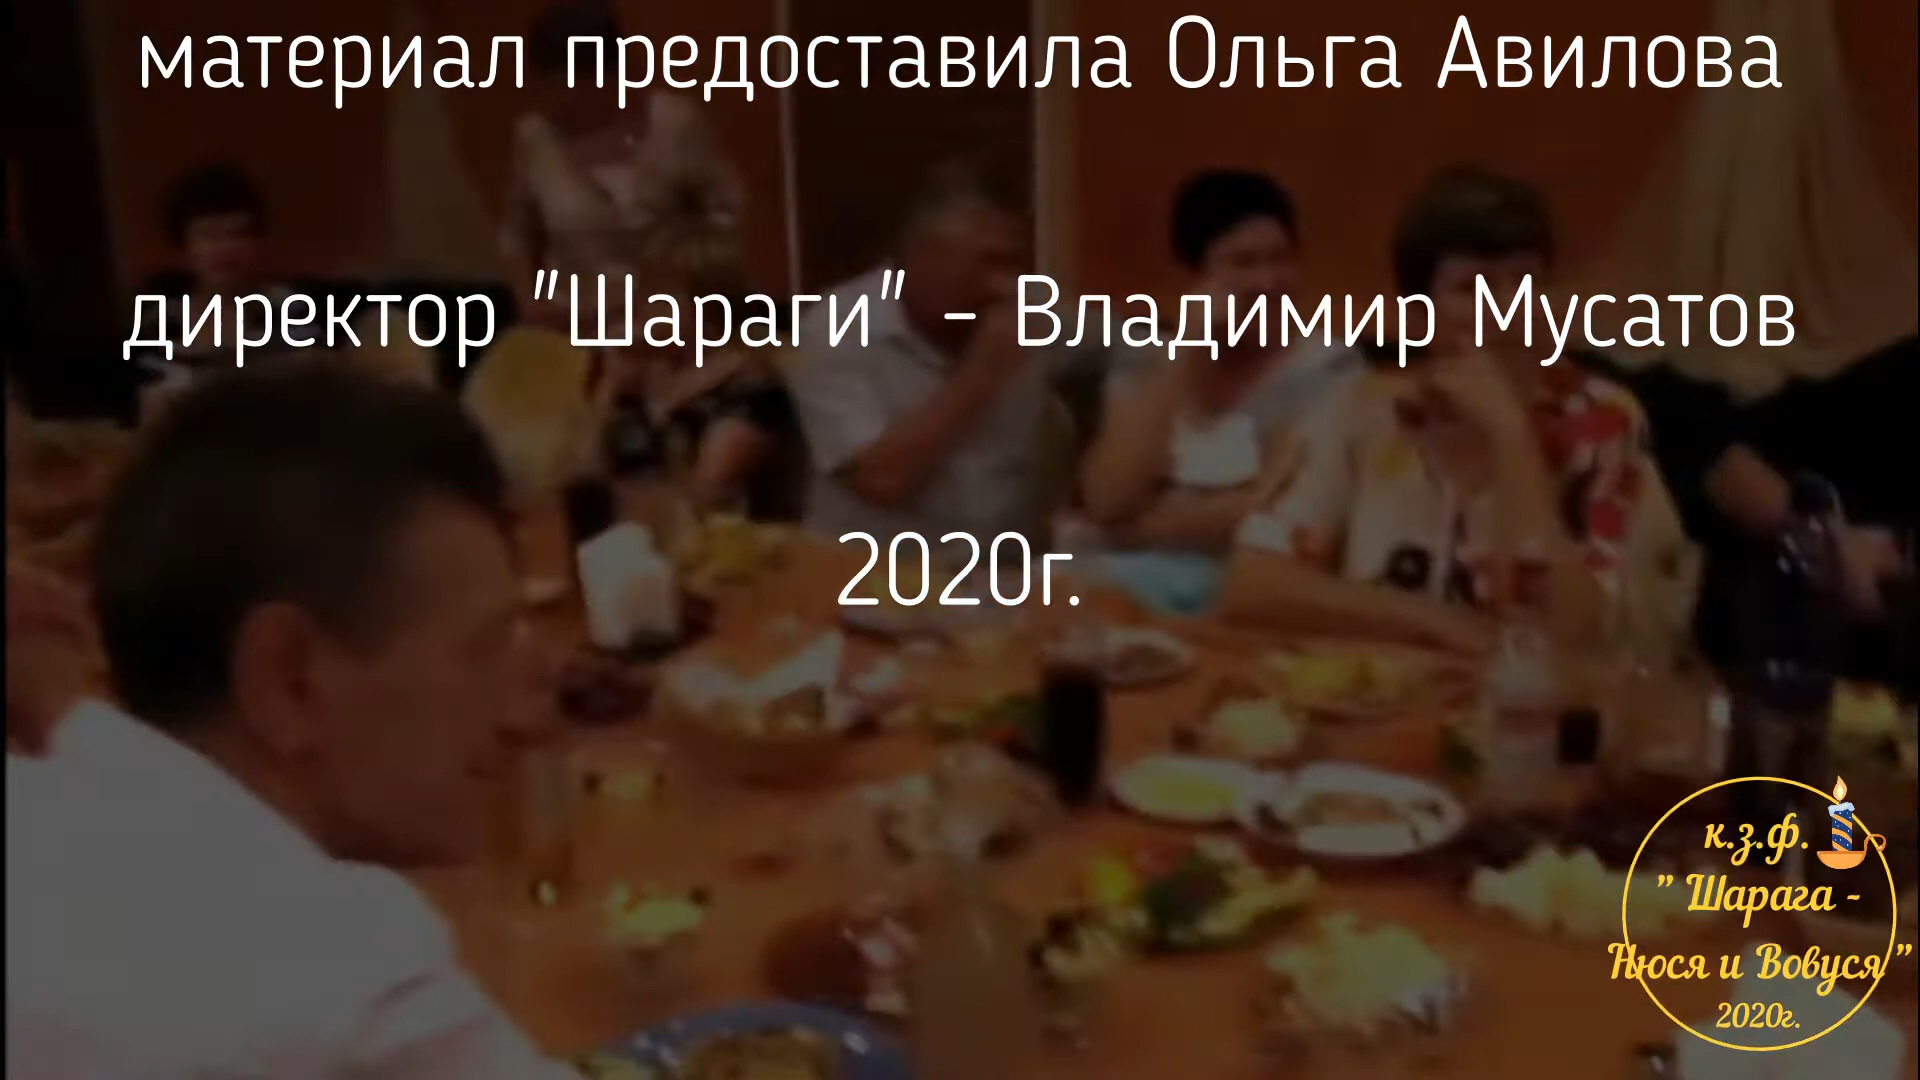 материал предоставила Ольга Авилова
директор "Шараги" - Владимир Мусатов
2020г.
к.з.ф.
" Шарага -
Нюся и Вовуся "
2020г.